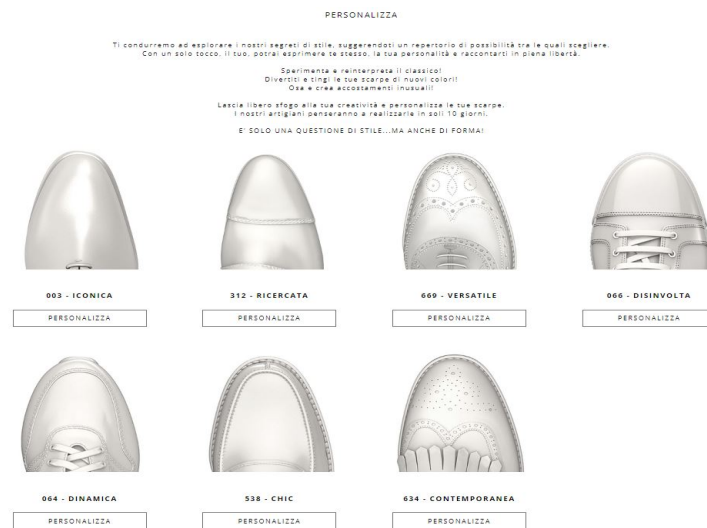 PERSONALIZZA
Ti condurremo ad esplorare i nostri segreti di stile, suggerendoti un repertorio di possibilità tra le quali scegliere.
Con un solo tocco, il tuo, potrai esprimere te stesso, la tua personalità e raccontarti in piena libertà.
Sperimenta e reinterpreta il classico!
Divertiti e tingi le tue scarpe di nuovi colori!
Osa e crea accostamenti inusuali!
Lascia libero sfogo alla tua creatività e personalizza le tue scarpe.
I nostri artigiani penseranno a realizzarle in soli 10 giorni.
E' SOLO UNA QUESTIONE DI STILE...MA ANCHE DI FORMA!
003 - ICONICA
312 - RICERCATA
669 - VERSATILE
066 - DISINVOLTA
PERSONALIZZA
PERSONALIZZA
PERSONALIZZA
PERSONALIZZA
064 - DINAMICA
538 - CHIC
634 - CONTEMPORANEA
PERSONALIZZA
PERSONALIZZA
PERSONALIZZA